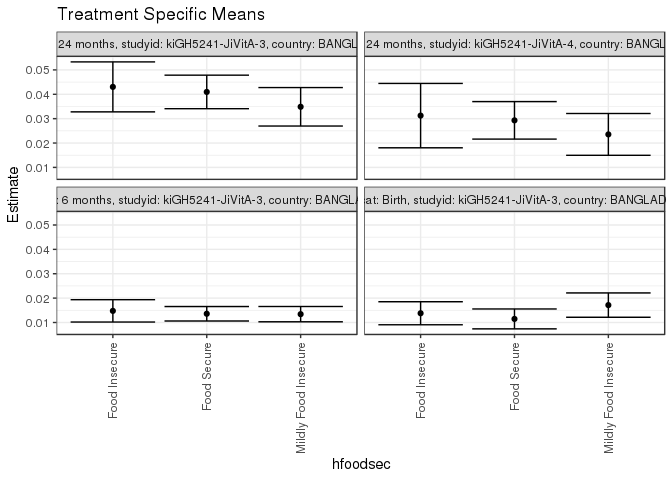 Treatment Specific Means
24 months, studyid: kiGH5241-JiVitA-3, country: BANGL
24 months, studyid: kiGH5241-JiVitA-4, country: BANGL
0.05
0.04
0.03
0.02
0.01
Estimate
: 6 months, studyid: kiGH5241-JiVitA-3, country: BANGLA
at: Birth, studyid: kiGH5241-JiVitA-3, country: BANGLAD
0.05
0.04
0.03
0.02
0.01
Food Insecure
Food Secure
Mildly Food Insecure
Food Insecure
Food Secure
Mildly Food Insecure
hfoodsec